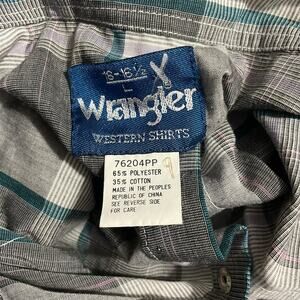 16-16½
L
Wrangler
WESTERN SHIRTS
76204PP
9
65% POLYESTER
35% COTTON
MADE IN THE PEOPLES
REPUBLIC OF CHINA
SEE REVERSE SIDE
FOR CARE